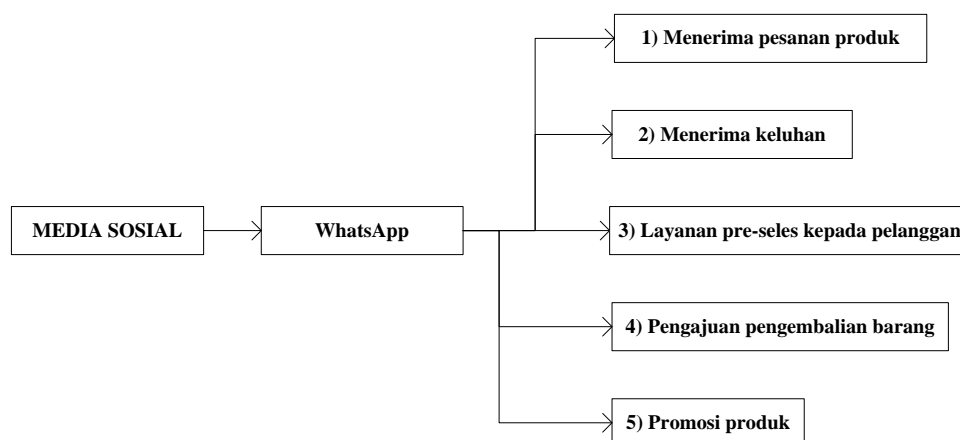 1) Menerima pesanan produk
2) Menerima keluhan
MEDIA SOSIAL
WhatsApp
3) Layanan pre-seles kepada pelanggan
4) Pengajuan pengembalian barang
5) Promosi produk